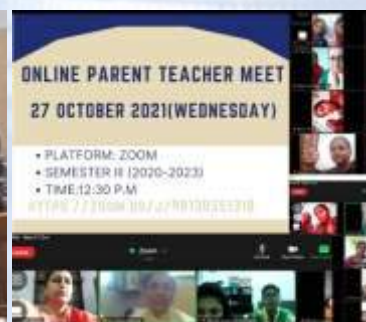 ONLINE PARENT TEACHER MEET
27 OCTOBER 2021(WEDNESDAY)
• PLATFORM: ZOOM
• SEMESTER III (2020-2023)
• TIME:12:30 P.M